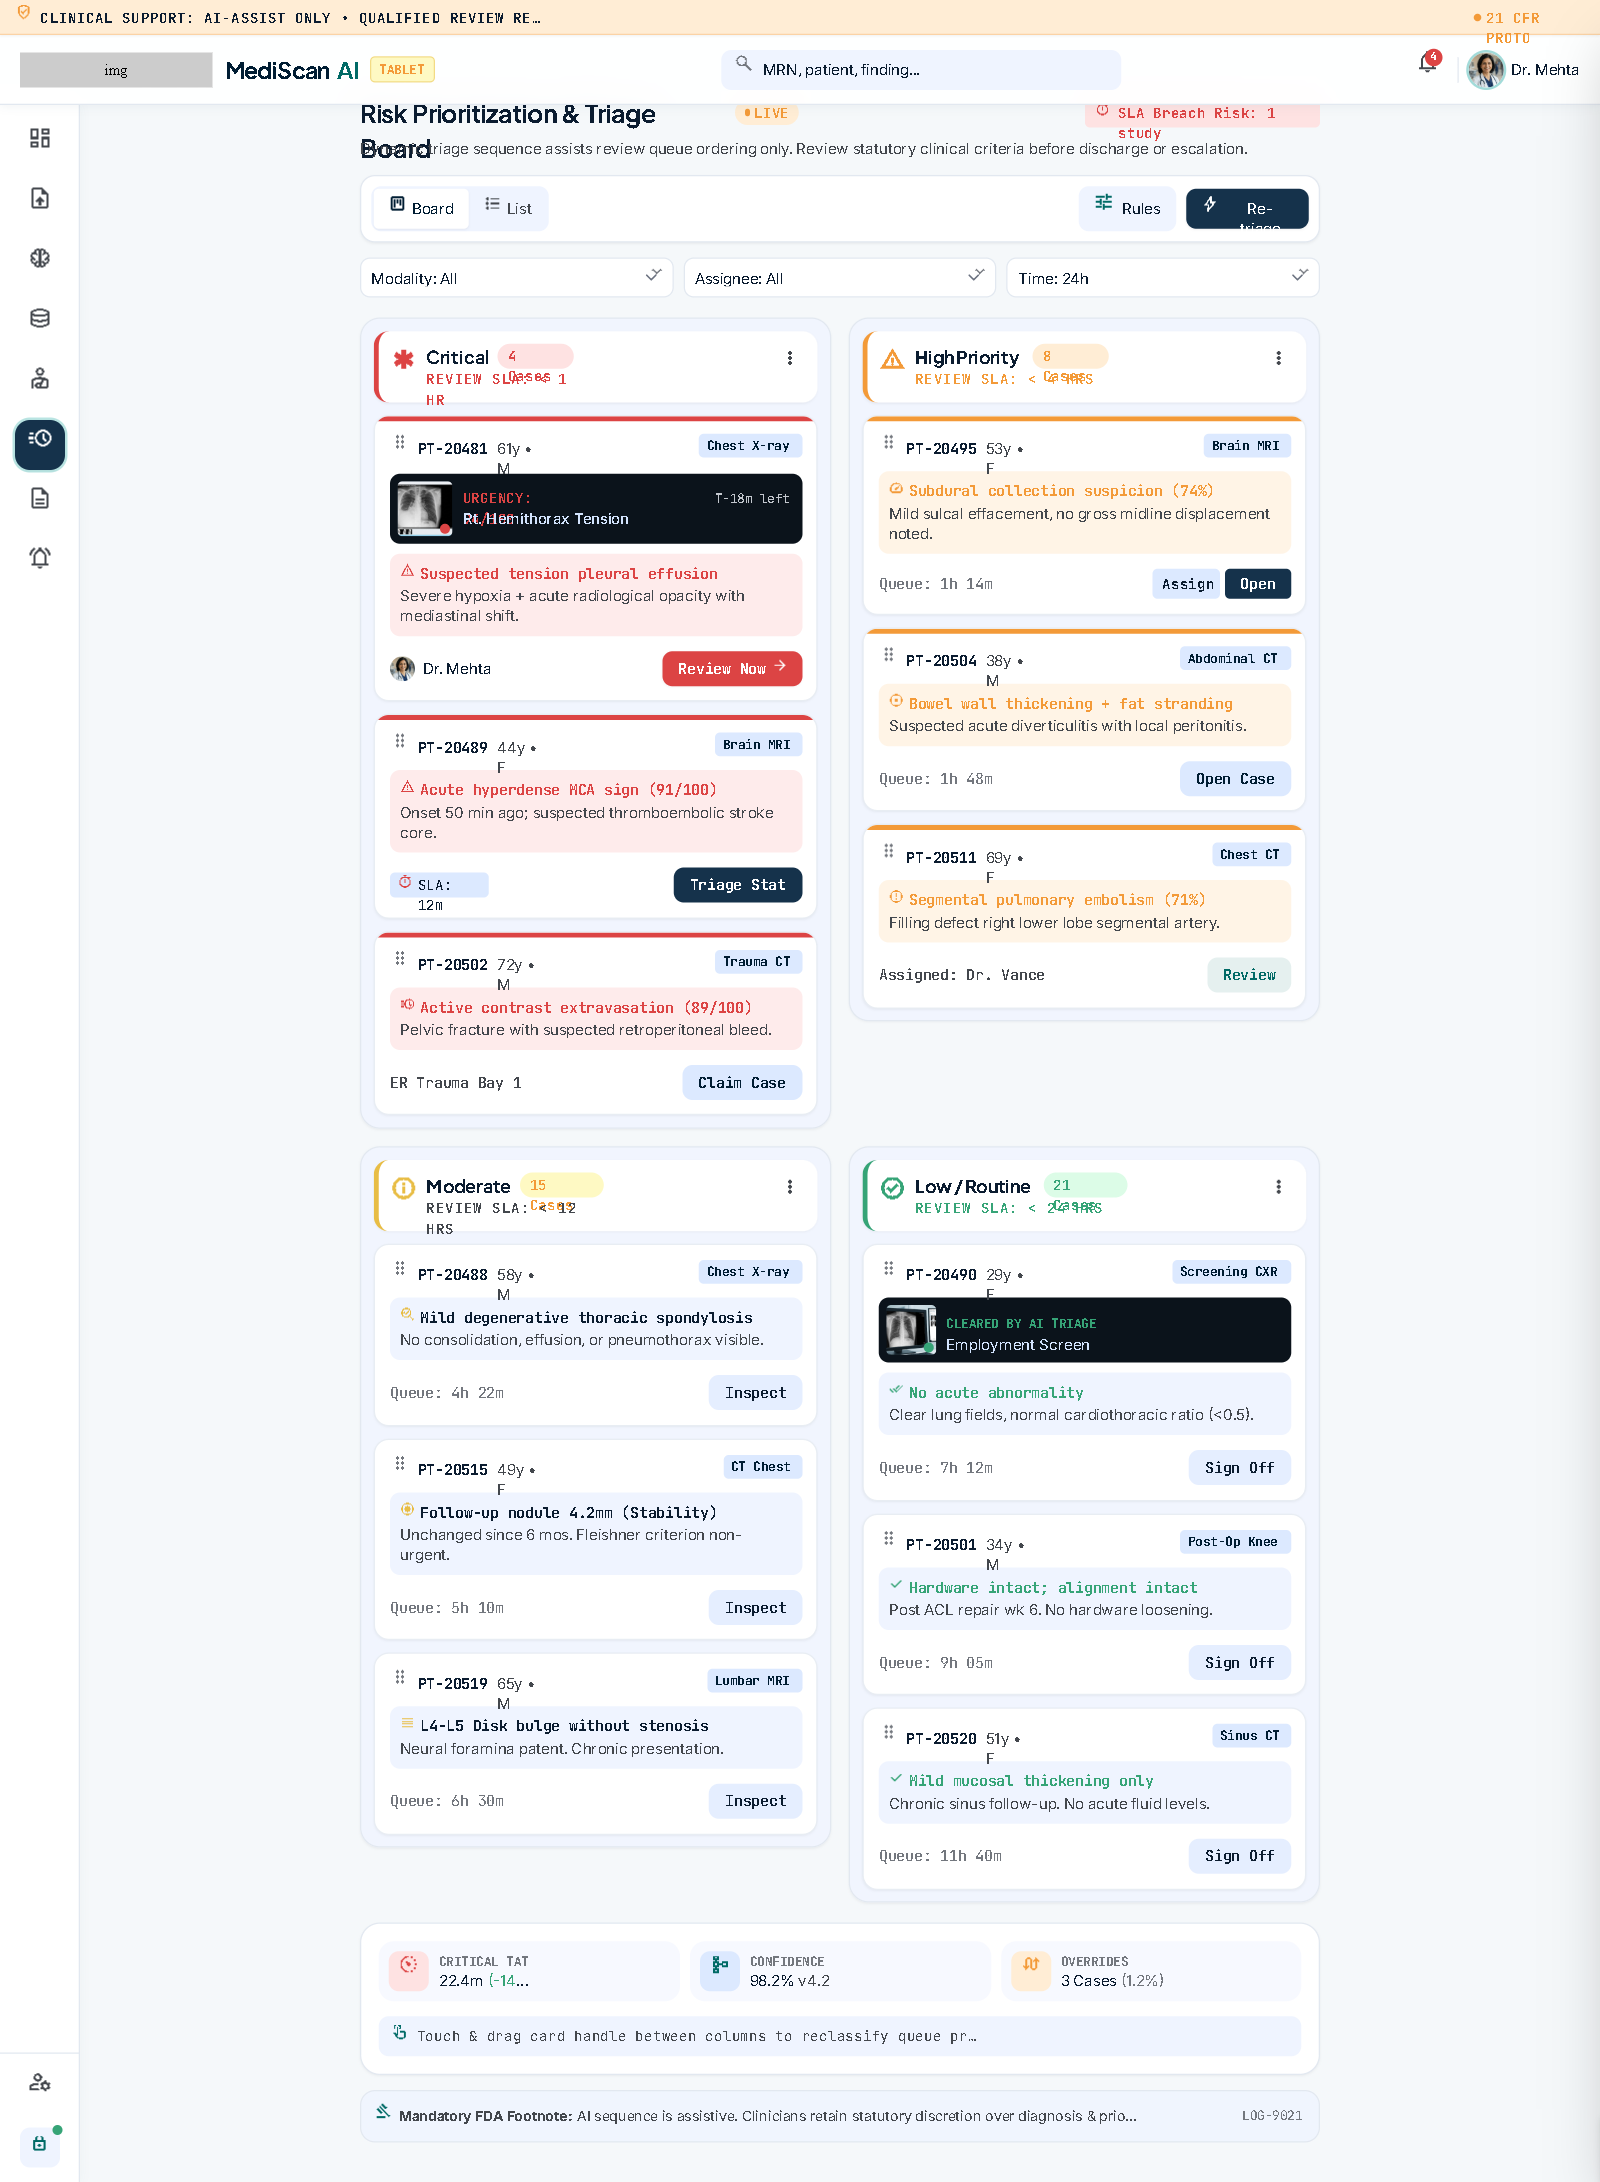 CLINICAL SUPPORT: AI-ASSIST ONLY • QUALIFIED REVIEW RE…
21 CFR
PROTO
img
MediScan AI
TABLET
MRN, patient, finding...
4
Dr. Mehta
Risk Prioritization & Triage
Board
LIVE
SLA Breach Risk: 1
study
triage sequence assists review queue ordering only. Review statutory clinical criteria before discharge or escalation.
Board
List
Rules
Re-
triage
Modality: All
Assignee: All
Time: 24h
Critical
4
Cases
REVIEW SLA: < 1
HR
PT-20481
61y •
M
Chest X-ray
URGENCY:
T-18m left
Rt. Hemithorax Tension
Suspected tension pleural effusion
Severe hypoxia + acute radiological opacity with
mediastinal shift.
Dr. Mehta
Review Now
PT-20489
44y •
F
Brain MRI
Acute hyperdense MCA sign (91/100)
Onset 50 min ago; suspected thromboembolic stroke
core.
SLA:
12m
Triage Stat
PT-20502
72y •
M
Trauma CT
Active contrast extravasation (89/100)
Pelvic fracture with suspected retroperitoneal bleed.
ER Trauma Bay 1
Claim Case
High Priority
8
Cases
REVIEW SLA: < 4 HRS
PT-20495
53y •
F
Brain MRI
Subdural collection suspicion (74%)
Mild sulcal effacement, no gross midline displacement
noted.
Queue: 1h 14m
Assign
Open
PT-20504
38y •
M
Abdominal CT
Bowel wall thickening + fat stranding
Suspected acute diverticulitis with local peritonitis.
Queue: 1h 48m
Open Case
PT-20511
69y •
F
Chest CT
Segmental pulmonary embolism (71%)
Filling defect right lower lobe segmental artery.
Assigned: Dr. Vance
Review
Moderate
15
Cases
REVIEW SLA: < 12
HRS
PT-20488
58y •
M
Chest X-ray
Mild degenerative thoracic spondylosis
No consolidation, effusion, or pneumothorax visible.
Queue: 4h 22m
Inspect
PT-20515
49y •
F
CT Chest
Follow-up nodule 4.2mm (Stability)
Unchanged since 6 mos. Fleishner criterion non-
urgent.
Queue: 5h 10m
Inspect
PT-20519
65y •
M
Lumbar MRI
L4-L5 Disk bulge without stenosis
Neural foramina patent. Chronic presentation.
Queue: 6h 30m
Inspect
Low / Routine
21
Cases
REVIEW SLA: < 24 HRS
PT-20490
29y •
F
Screening CXR
CLEARED BY AI TRIAGE
Employment Screen
No acute abnormality
Clear lung fields, normal cardiothoracic ratio (<0.5).
Queue: 7h 12m
Sign Off
PT-20501
34y •
M
Post-Op Knee
Hardware intact; alignment intact
Post ACL repair wk 6. No hardware loosening.
Queue: 9h 05m
Sign Off
PT-20520
51y •
F
Sinus CT
Mild mucosal thickening only
Chronic sinus follow-up. No acute fluid levels.
Queue: 11h 40m
Sign Off
CRITICAL TAT
22.4m (-14...
CONFIDENCE
98.2% v4.2
OVERRIDES
3 Cases (1.2%)
Touch & drag card handle between columns to reclassify queue pr…
Mandatory FDA Footnote: AI sequence is assistive. Clinicians retain statutory discretion over diagnosis & prio...
LOG-9021